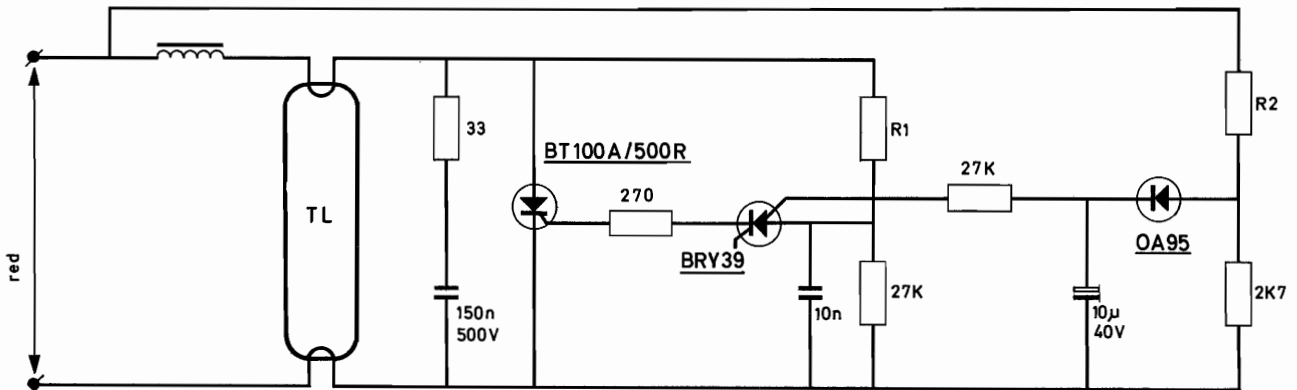 R2
33
R1
BT100A/500R
27K
270
TL
OA95
BRY39
red
27K
2K7
150n
500V
10n
10µ
40V